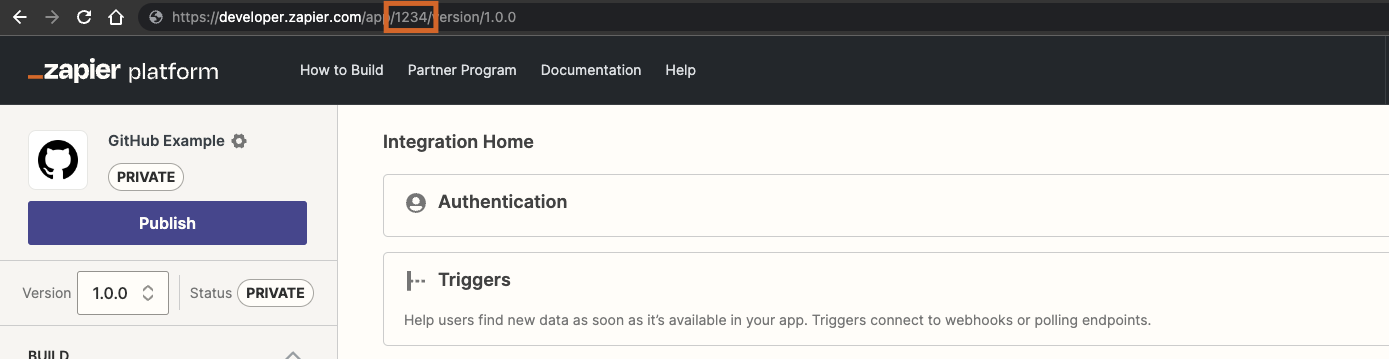 https://developer.zapier.com/app/1234/version/1.0.0
_zapier platform
How to Build
Partner Program
Documentation
Help
GitHub Example
PRIVATE
Publish
Version 1.0.0 Status PRIVATE
BUILD
Integration Home
Authentication
Triggers
Help users find new data as soon as it’s available in your app. Triggers connect to webhooks or polling endpoints.